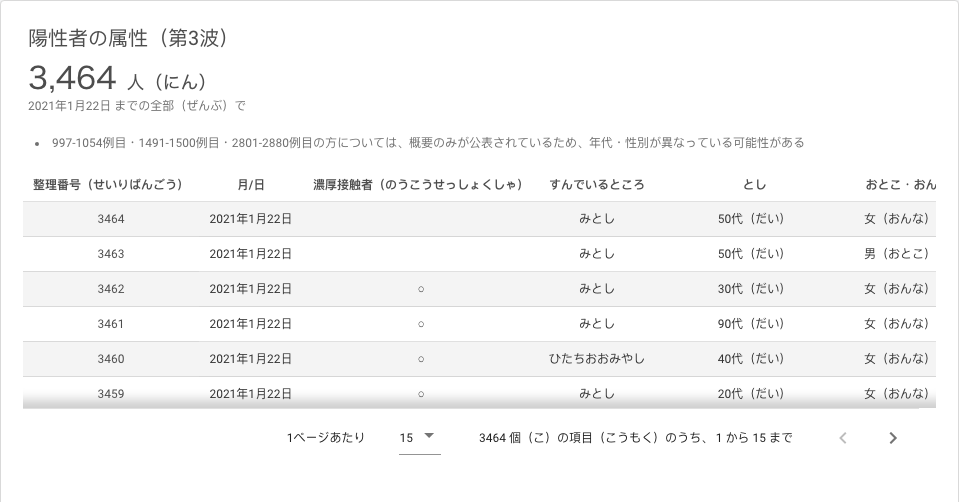 陽性者の属性（第3波）
3,464 人（にん）
2021年1月22日 までの全部（ぜんぶ）で
• 997-1054例目・1491-1500例目・2801-2880例目の方については、概要のみが公表されているため、年代・性別が異なっている可能性がある
整理番号（せいりばんごう） 月/日 濃厚接触者（のうこうせっしょくしゃ） すんでいるところ とし おとこ・おん
3464 2021年1月22日 みとし 50代（だい） 女（おんな）
3463 2021年1月22日 みとし 50代（だい） 男（おとこ）
3462 2021年1月22日 ○ みとし 30代（だい） 女（おんな）
3461 2021年1月22日 ○ みとし 90代（だい） 女（おんな）
3460 2021年1月22日 ○ ひたちおおみやし 40代（だい） 女（おんな）
3459 2021年1月22日 ○ みとし 20代（だい） 女（おんな）
1ページあたり 15 3464 個（こ）の項目（こうもく）のうち、1 から 15 まで